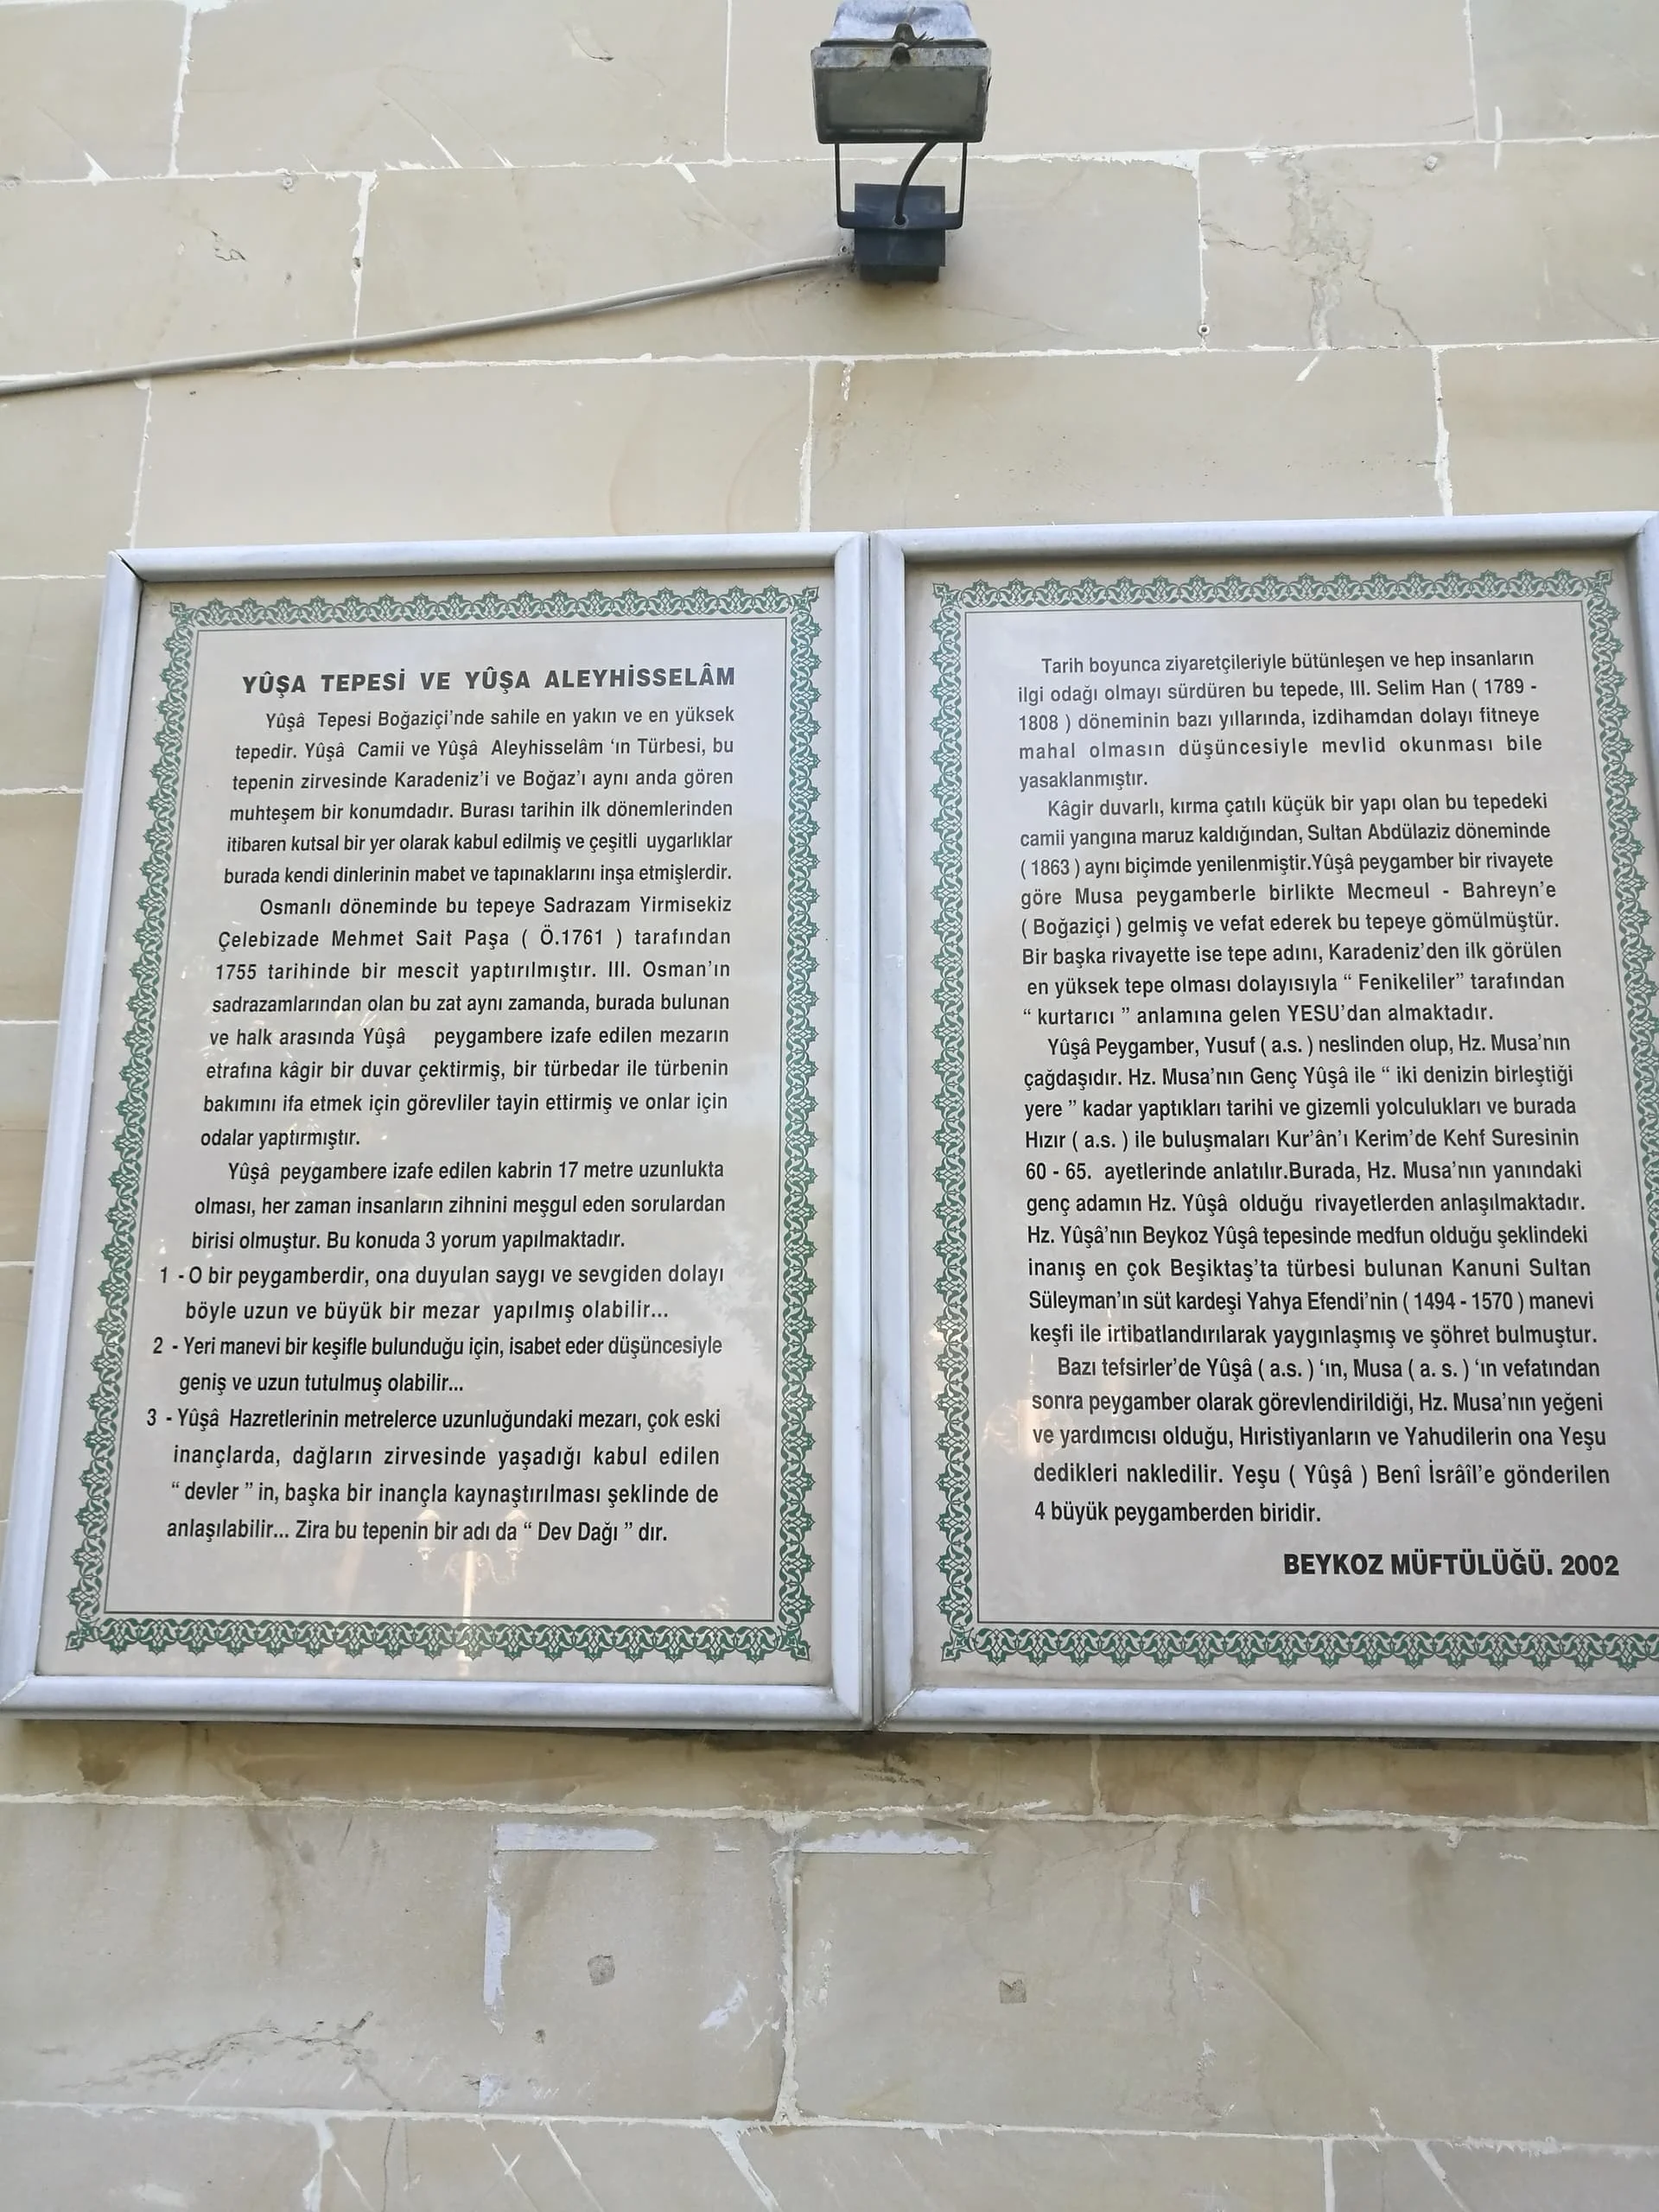 YÛŞA TEPESİ VE YÛŞA ALEYHİSSELÂM
Yûşâ Tepesi Boğaziçi'nde sahile en yakın ve en yüksek
tepedir. Yûşâ Camii ve Yûşâ Aleyhisselâm 'ın Türbesi, bu
tepenin zirvesinde Karadeniz'i ve Boğaz'ı aynı anda gören
muhteşem bir konumdadır. Burası tarihin ilk dönemlerinden
itibaren kutsal bir yer olarak kabul edilmiş ve çeşitli uygarlıklar
burada kendi dinlerinin mabet ve tapınaklarını inşa etmişlerdir.
Osmanlı döneminde bu tepeye Sadrazam Yirmisekiz
Çelebizade Mehmet Sait Paşa ( Ö.1761 ) tarafından
1755 tarihinde bir mescit yaptırılmıştır. III. Osman'ın
sadrazamlarından olan bu zat aynı zamanda, burada bulunan
ve halk arasında Yûşâ peygambere izafe edilen mezarın
etrafına kâgir bir duvar çektirmiş, bir türbedar ile türbenin
bakımını ifa etmek için görevliler tayin ettirmiş ve onlar için
odalar yaptırmıştır.
Yûşâ peygambere izafe edilen kabrin 17 metre uzunlukta
olması, her zaman insanların zihnini meşgul eden sorulardan
birisi olmuştur. Bu konuda 3 yorum yapılmaktadır.
1 - O bir peygamberdir, ona duyulan saygı ve sevgiden dolayı
böyle uzun ve büyük bir mezar yapılmış olabilir...
2 - Yeri manevi bir keşifle bulunduğu için, isabet eder düşüncesiyle
geniş ve uzun tutulmuş olabilir...
3 - Yûşâ Hazretlerinin metrelerce uzunluğundaki mezarı, çok eski
inançlarda, dağların zirvesinde yaşadığı kabul edilen
“ devler ” in, başka bir inançla kaynaştırılması şeklinde de
anlaşılabilir... Zira bu tepenin bir adı da “ Dev Dağı ” dır.
Tarih boyunca ziyaretçileriyle bütünleşen ve hep insanların
ilgi odağı olmayı sürdüren bu tepede, III. Selim Han ( 1789 -
1808 ) döneminin bazı yıllarında, izdihamdan dolayı fitneye
mahal olmasın düşüncesiyle mevlid okunması bile
yasaklanmıştır.
Kâgir duvarlı, kırma çatılı küçük bir yapı olan bu tepedeki
camii yangına maruz kaldığından, Sultan Abdülaziz döneminde
( 1863 ) aynı biçimde yenilenmiştir.Yûşâ peygamber bir rivayete
göre Musa peygamberle birlikte Mecmeul - Bahreyn'e
( Boğaziçi ) gelmiş ve vefat ederek bu tepeye gömülmüştür.
Bir başka rivayette ise tepe adını, Karadeniz'den ilk görülen
en yüksek tepe olması dolayısıyla “ Fenikeliler” tarafından
“ kurtarıcı ” anlamına gelen YESU'dan almaktadır.
Yûşâ Peygamber, Yusuf ( a.s. ) neslinden olup, Hz. Musa'nın
çağdaşıdır. Hz. Musa'nın Genç Yûşâ ile “ iki denizin birleştiği
yere ” kadar yaptıkları tarihi ve gizemli yolculukları ve burada
Hızır ( a.s. ) ile buluşmaları Kur'ân'ı Kerim'de Kehf Suresinin
60 - 65. ayetlerinde anlatılır.Burada, Hz. Musa'nın yanındaki
genç adamın Hz. Yûşâ olduğu rivayetlerden anlaşılmaktadır.
Hz. Yûşâ'nın Beykoz Yûşâ tepesinde medfun olduğu şeklindeki
inanış en çok Beşiktaş'ta türbesi bulunan Kanuni Sultan
Süleyman'ın süt kardeşi Yahya Efendi'nin ( 1494 - 1570 ) manevi
keşfi ile irtibatlandırılarak yaygınlaşmış ve şöhret bulmuştur.
Bazı tefsirler'de Yûşâ ( a.s. ) 'ın, Musa ( a. s. ) 'ın vefatından
sonra peygamber olarak görevlendirildiği, Hz. Musa'nın yeğeni
ve yardımcısı olduğu, Hıristiyanların ve Yahudilerin ona Yeşu
dedikleri nakledilir. Yeşu ( Yûşâ ) Benî İsrâîl'e gönderilen
4 büyük peygamberden biridir.
BEYKOZ MÜFTÜLÜĞÜ. 2002